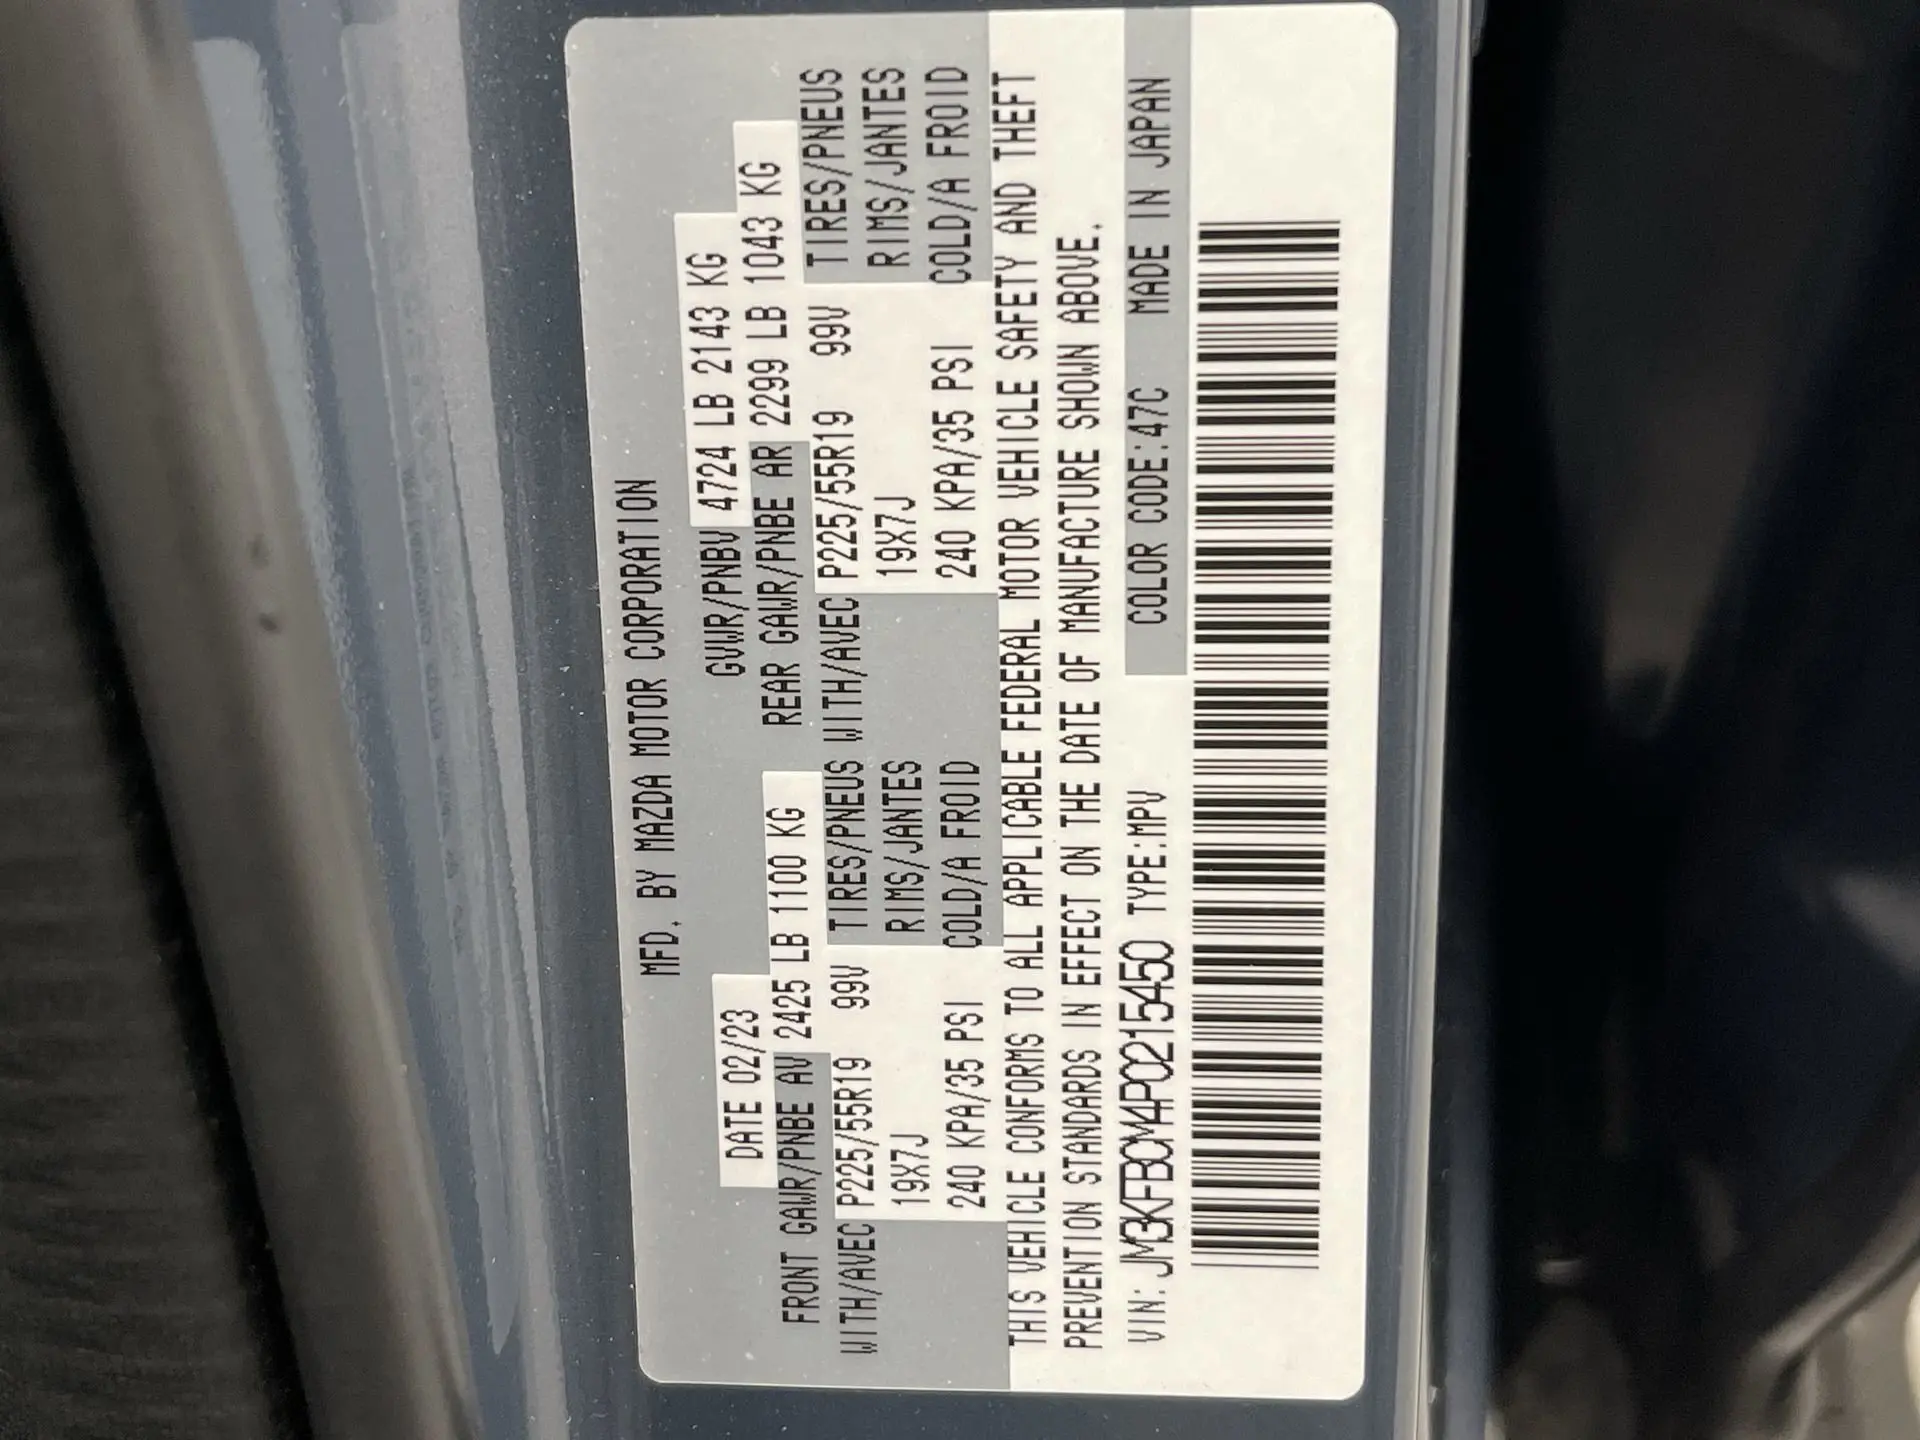 MFD. BY MAZDA MOTOR CORPORATION
DATE 02/23 GVWR/PNBV 4724 LB 2143 KG
FRONT GAWR/PNBE AV 2425 LB 1100 KG REAR GAWR/PNBE AR 2299 LB 1043 KG
WITH/AVEC P225/55R19 99V TIRES/PNEUS WITH/AVEC P225/55R19 99V TIRES/PNEUS
19X7J RIMS/JANTES 19X7J RIMS/JANTES
240 KPA/35 PSI COLD/A FROID 240 KPA/35 PSI COLD/A FROID
THIS VEHICLE CONFORMS TO ALL APPLICABLE FEDERAL MOTOR VEHICLE SAFETY AND THEFT
PREVENTION STANDARDS IN EFFECT ON THE DATE OF MANUFACTURE SHOWN ABOVE.
VIN: JM3KFBCM4P0215450 TYPE:MPV COLOR CODE:47C MADE IN JAPAN